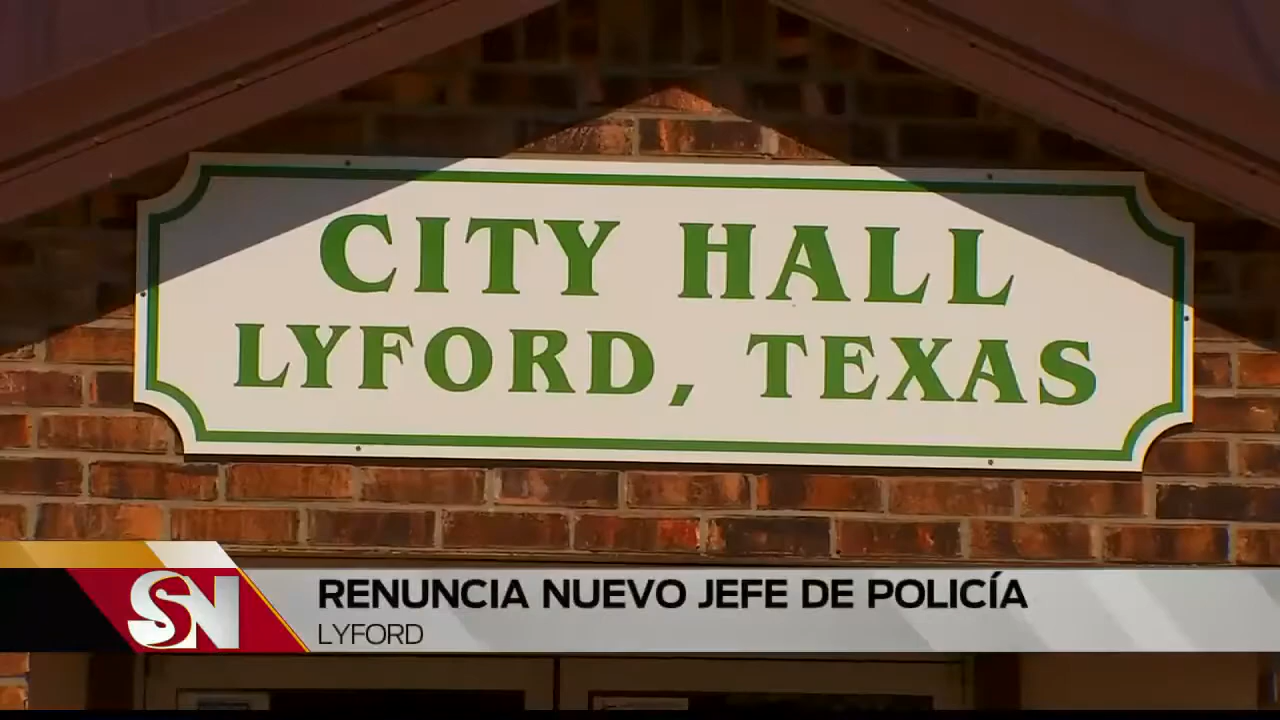 CITY HALL
LYFORD, TEXAS
SN
RENUNCIA NUEVO JEFE DE POLICÍA
LYFORD